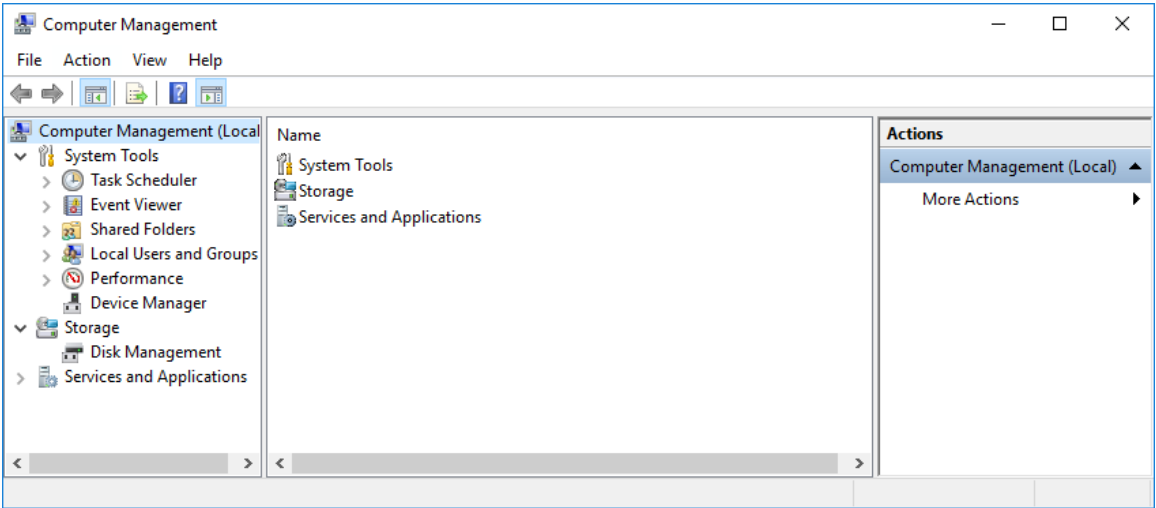 Computer Management
File Action View Help
Computer Management (Local
System Tools
Task Scheduler
Event Viewer
Shared Folders
Local Users and Groups
Performance
Device Manager
Storage
Disk Management
Services and Applications
Name
System Tools
Storage
Services and Applications
Actions
Computer Management (Local)
More Actions